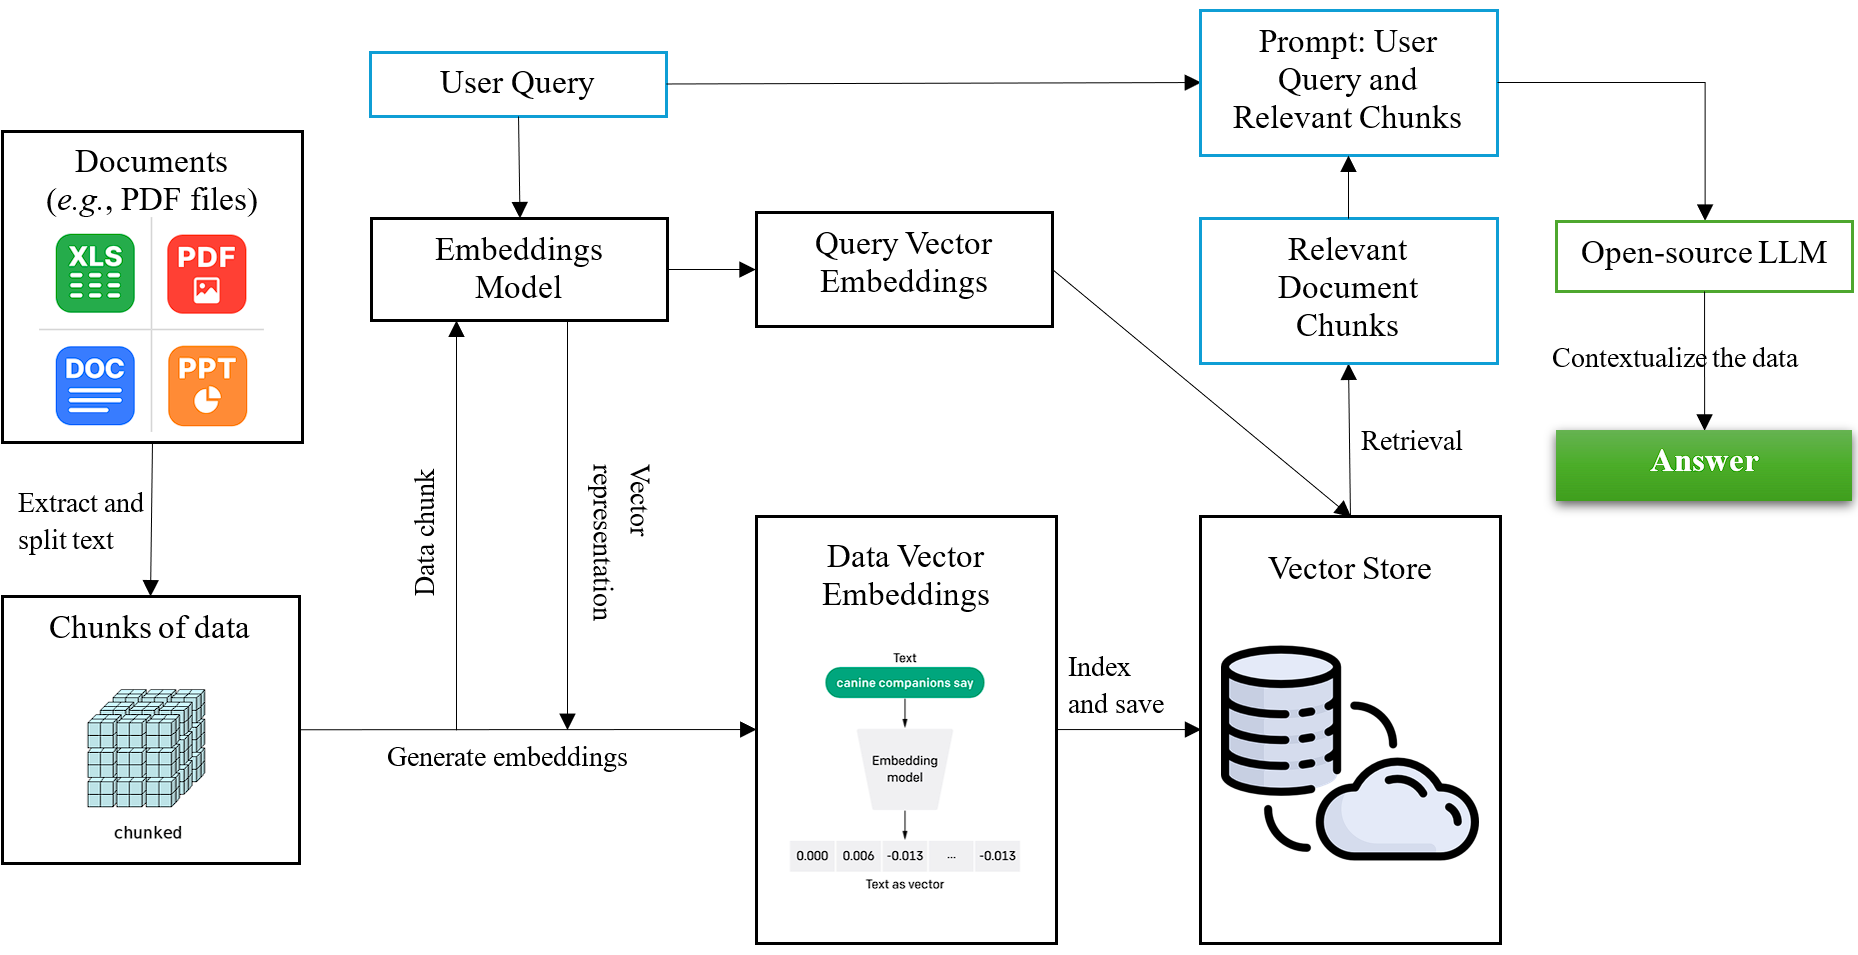 User Query
Prompt: User
Query and
Relevant Chunks
Documents
(e.g., PDF files)
XLS
PDF
DOC
PPT
Embeddings
Model
Query Vector
Embeddings
Relevant
Document
Chunks
Open-source LLM
Contextualize the data
Answer
Extract and
split text
Data chunk
Vector
representation
Retrieval
Chunks of data
chunked
Generate embeddings
Data Vector
Embeddings
Text
canine companions say
Embedding
model
0.000 0.006 -0.013 ... -0.013
Text as vector
Index
and save
Vector Store